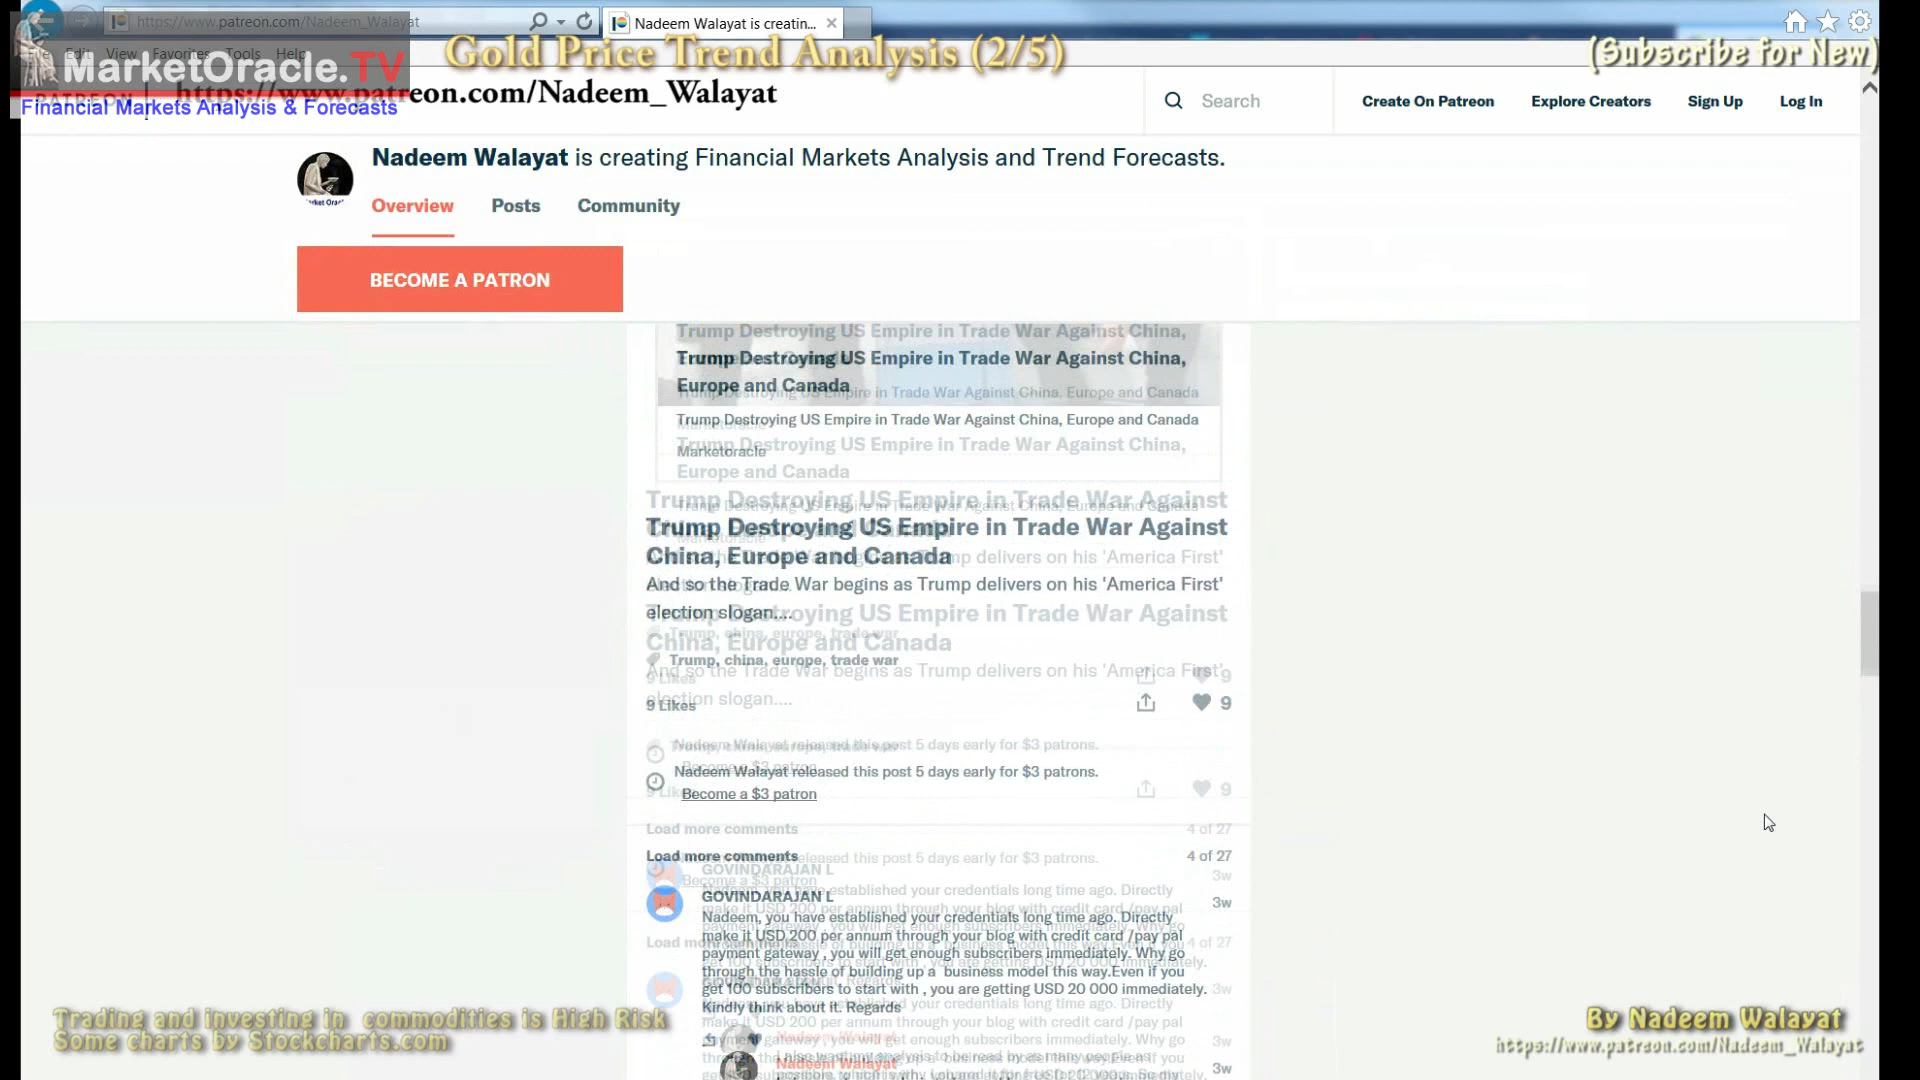 https://www.patreon.com/Nadeem_Walayat
Nadeem Walayat is creatin...
Edit View Favorites Tools Help
MarketOracle.TV
Financial Markets Analysis & Forecasts
Gold Price Trend Analysis (2/5)
(Subscribe for New)
https://www.patreon.com/Nadeem_Walayat
Search
Create On Patreon
Explore Creators
Sign Up
Log In
Nadeem Walayat is creating Financial Markets Analysis and Trend Forecasts.
Overview
Posts
Community
BECOME A PATRON
Trump Destroying US Empire in Trade War Against China,
Europe and Canada
Trump Destroying US Empire in Trade War Against China, Europe and Canada
Marketoracle
Trump Destroying US Empire in Trade War Against
China, Europe and Canada
And so the Trade War begins as Trump delivers on his 'America First'
election slogan....
Trump, china, europe, trade war
9 Likes
9
Nadeem Walayat released this post 5 days early for $3 patrons.
Become a $3 patron
Load more comments
4 of 27
GOVINDARAJAN L
3w
Nadeem, you have established your credentials long time ago. Directly
make it USD 200 per annum through your blog with credit card /pay pal
payment gateway , you will get enough subscribers immediately. Why go
through the hassle of building up a business model this way.Even if you
get 100 subscribers to start with , you are getting USD 20 000 immediately.
Kindly think about it. Regards
Nadeem Walayat
3w
Trading and investing in commodities is High Risk
Some charts by Stockcharts.com
By Nadeem Walayat
https://www.patreon.com/Nadeem_Walayat